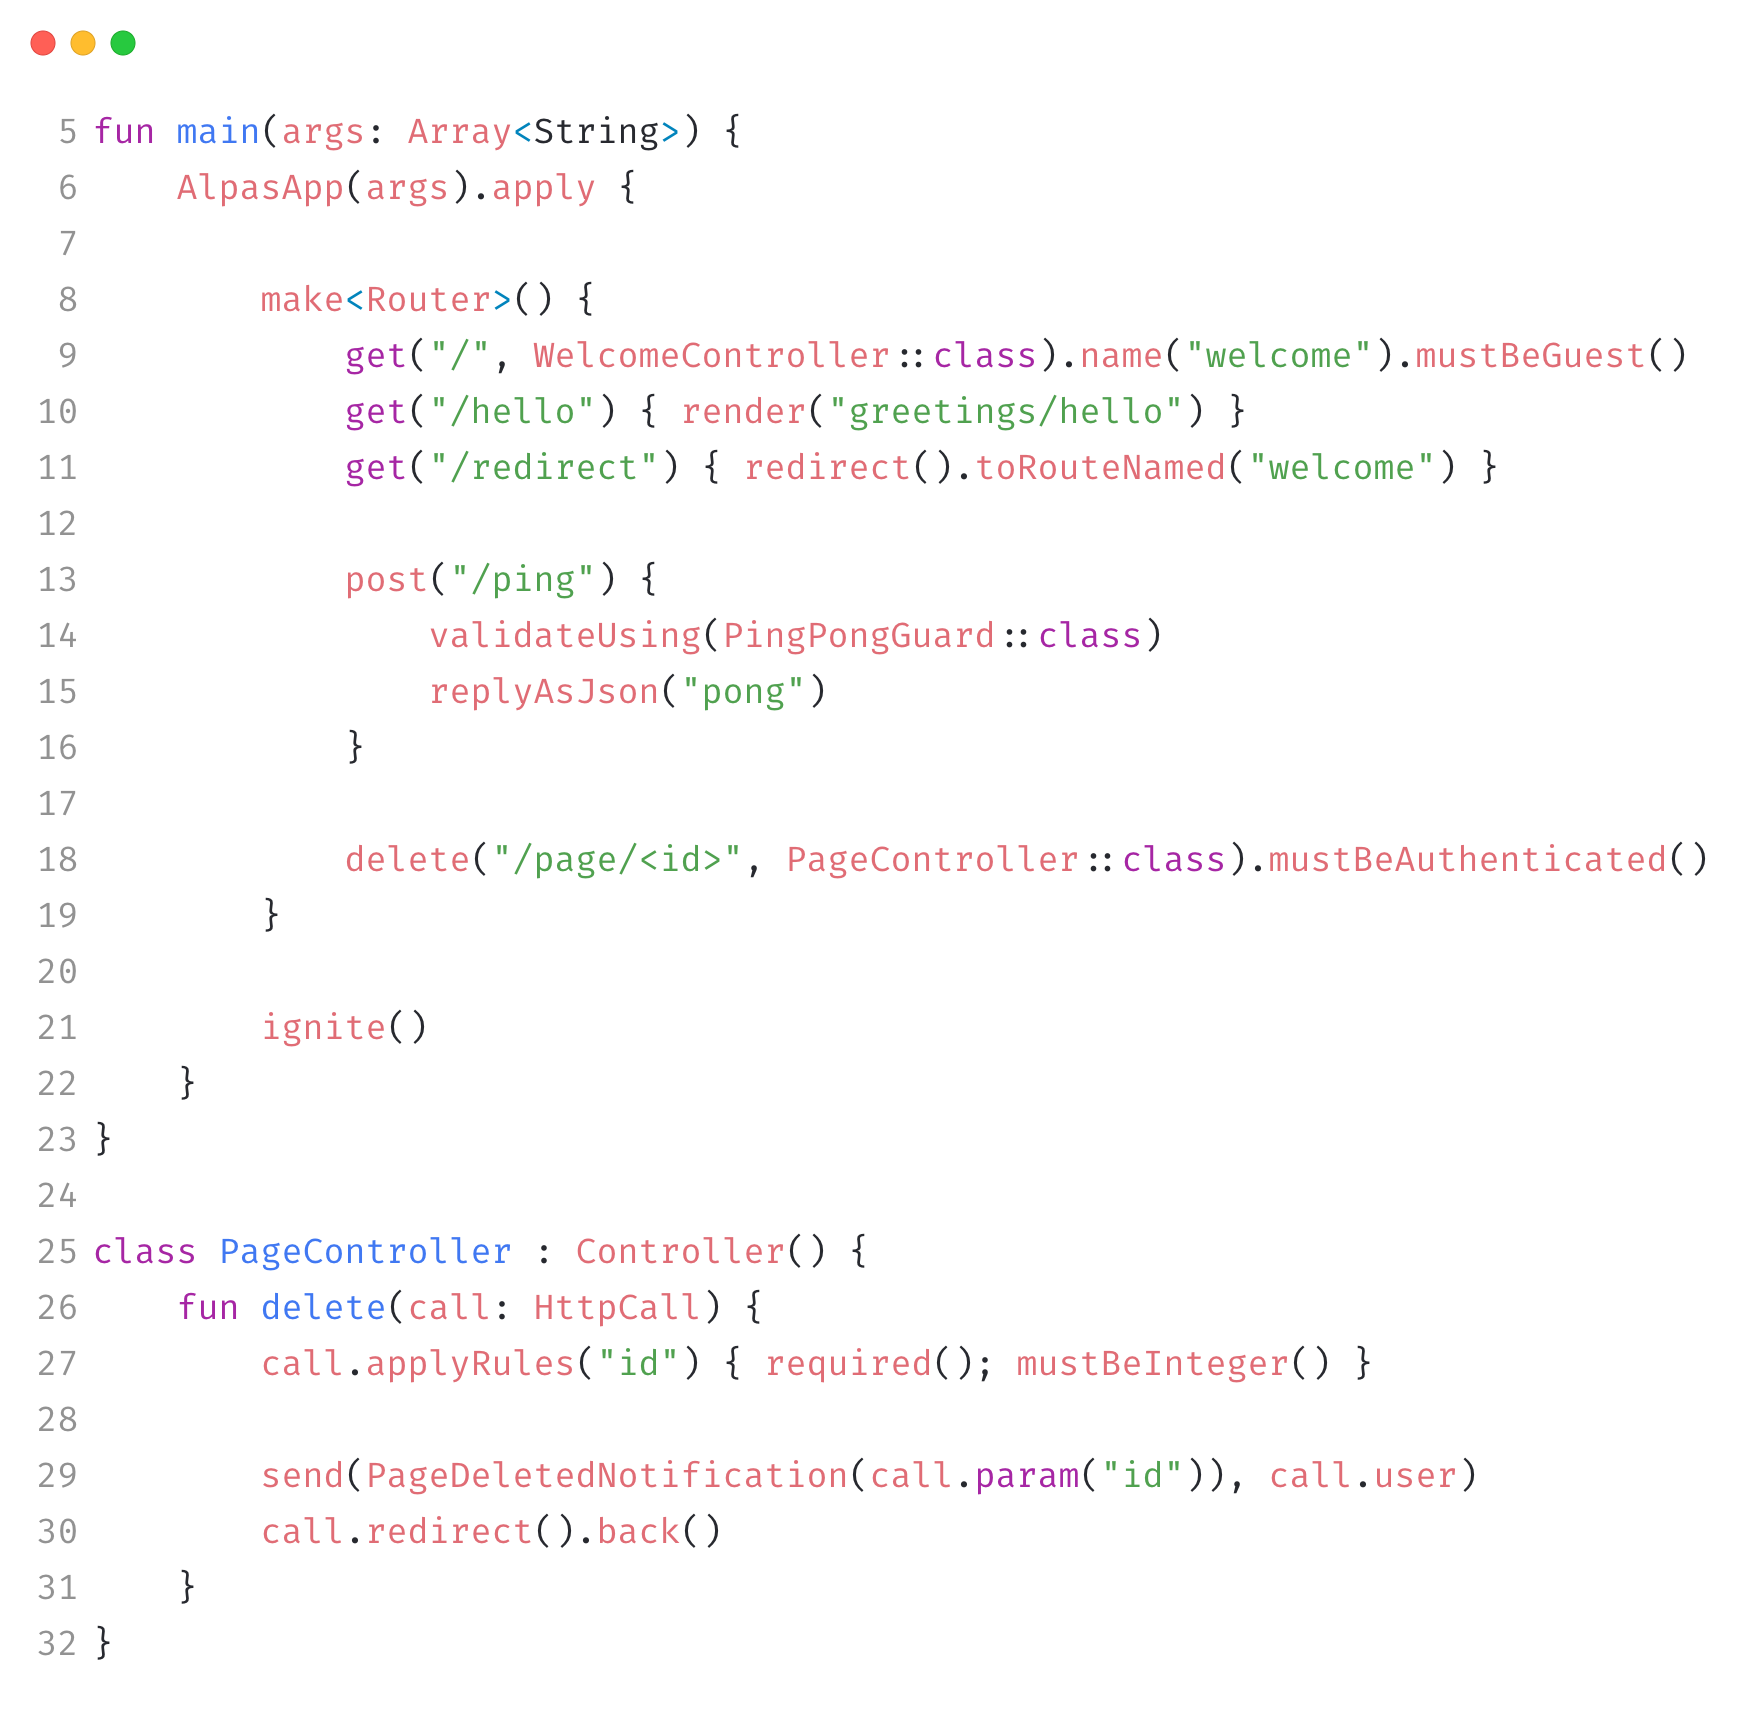 5 fun main(args: Array<String>) {
6     AlpasApp(args).apply {
7
8         make<Router>() {
9             get("/", WelcomeController::class).name("welcome").mustBeGuest()
10             get("/hello") { render("greetings/hello") }
11             get("/redirect") { redirect().toRouteNamed("welcome") }
12
13             post("/ping") {
14                 validateUsing(PingPongGuard::class)
15                 replyAsJson("pong")
16             }
17
18             delete("/page/<id>", PageController::class).mustBeAuthenticated()
19         }
20
21         ignite()
22     }
23 }
24
25 class PageController : Controller() {
26     fun delete(call: HttpCall) {
27         call.applyRules("id") { required(); mustBeInteger() }
28
29         send(PageDeletedNotification(call.param("id")), call.user)
30         call.redirect().back()
31     }
32 }